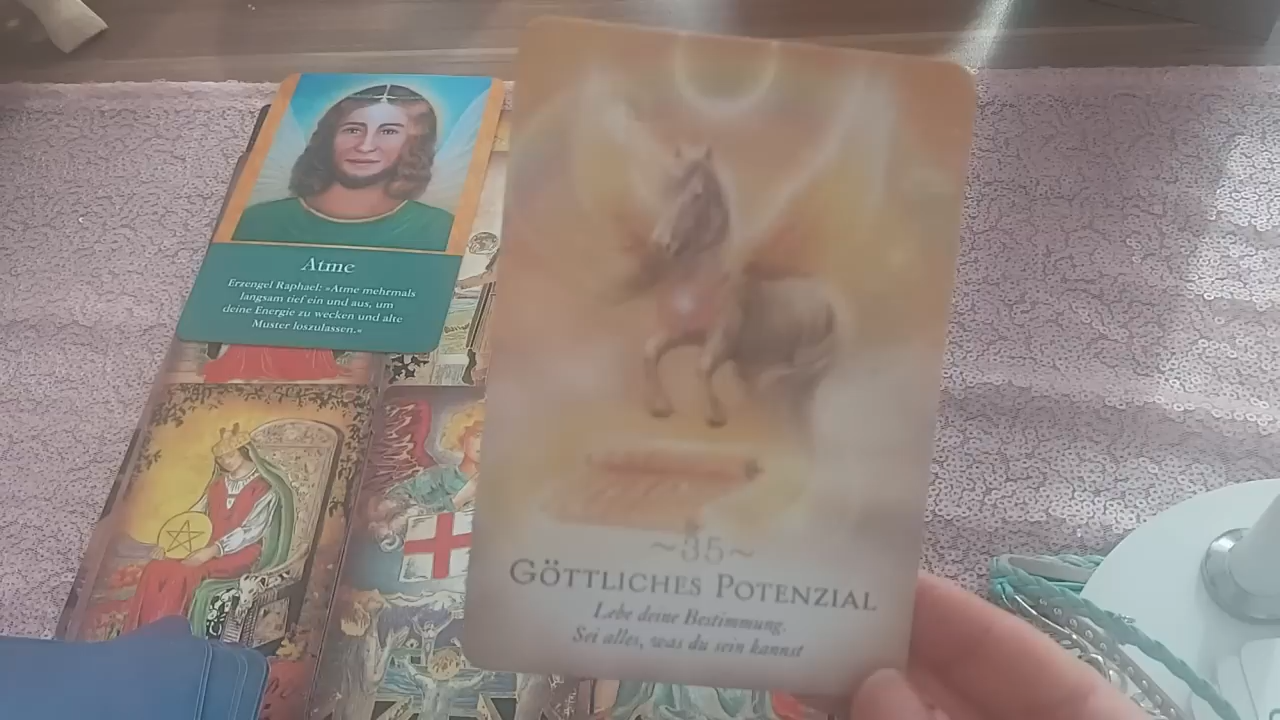 Atme
Erzengel Raphael: »Atme mehrmals
langsam tief ein und aus, um
deine Energie zu wecken und alte
Muster loszulassen.«
~35~
GÖTTLICHES POTENZIAL
Lebe deine Bestimmung.
Sei alles, was du sein kannst